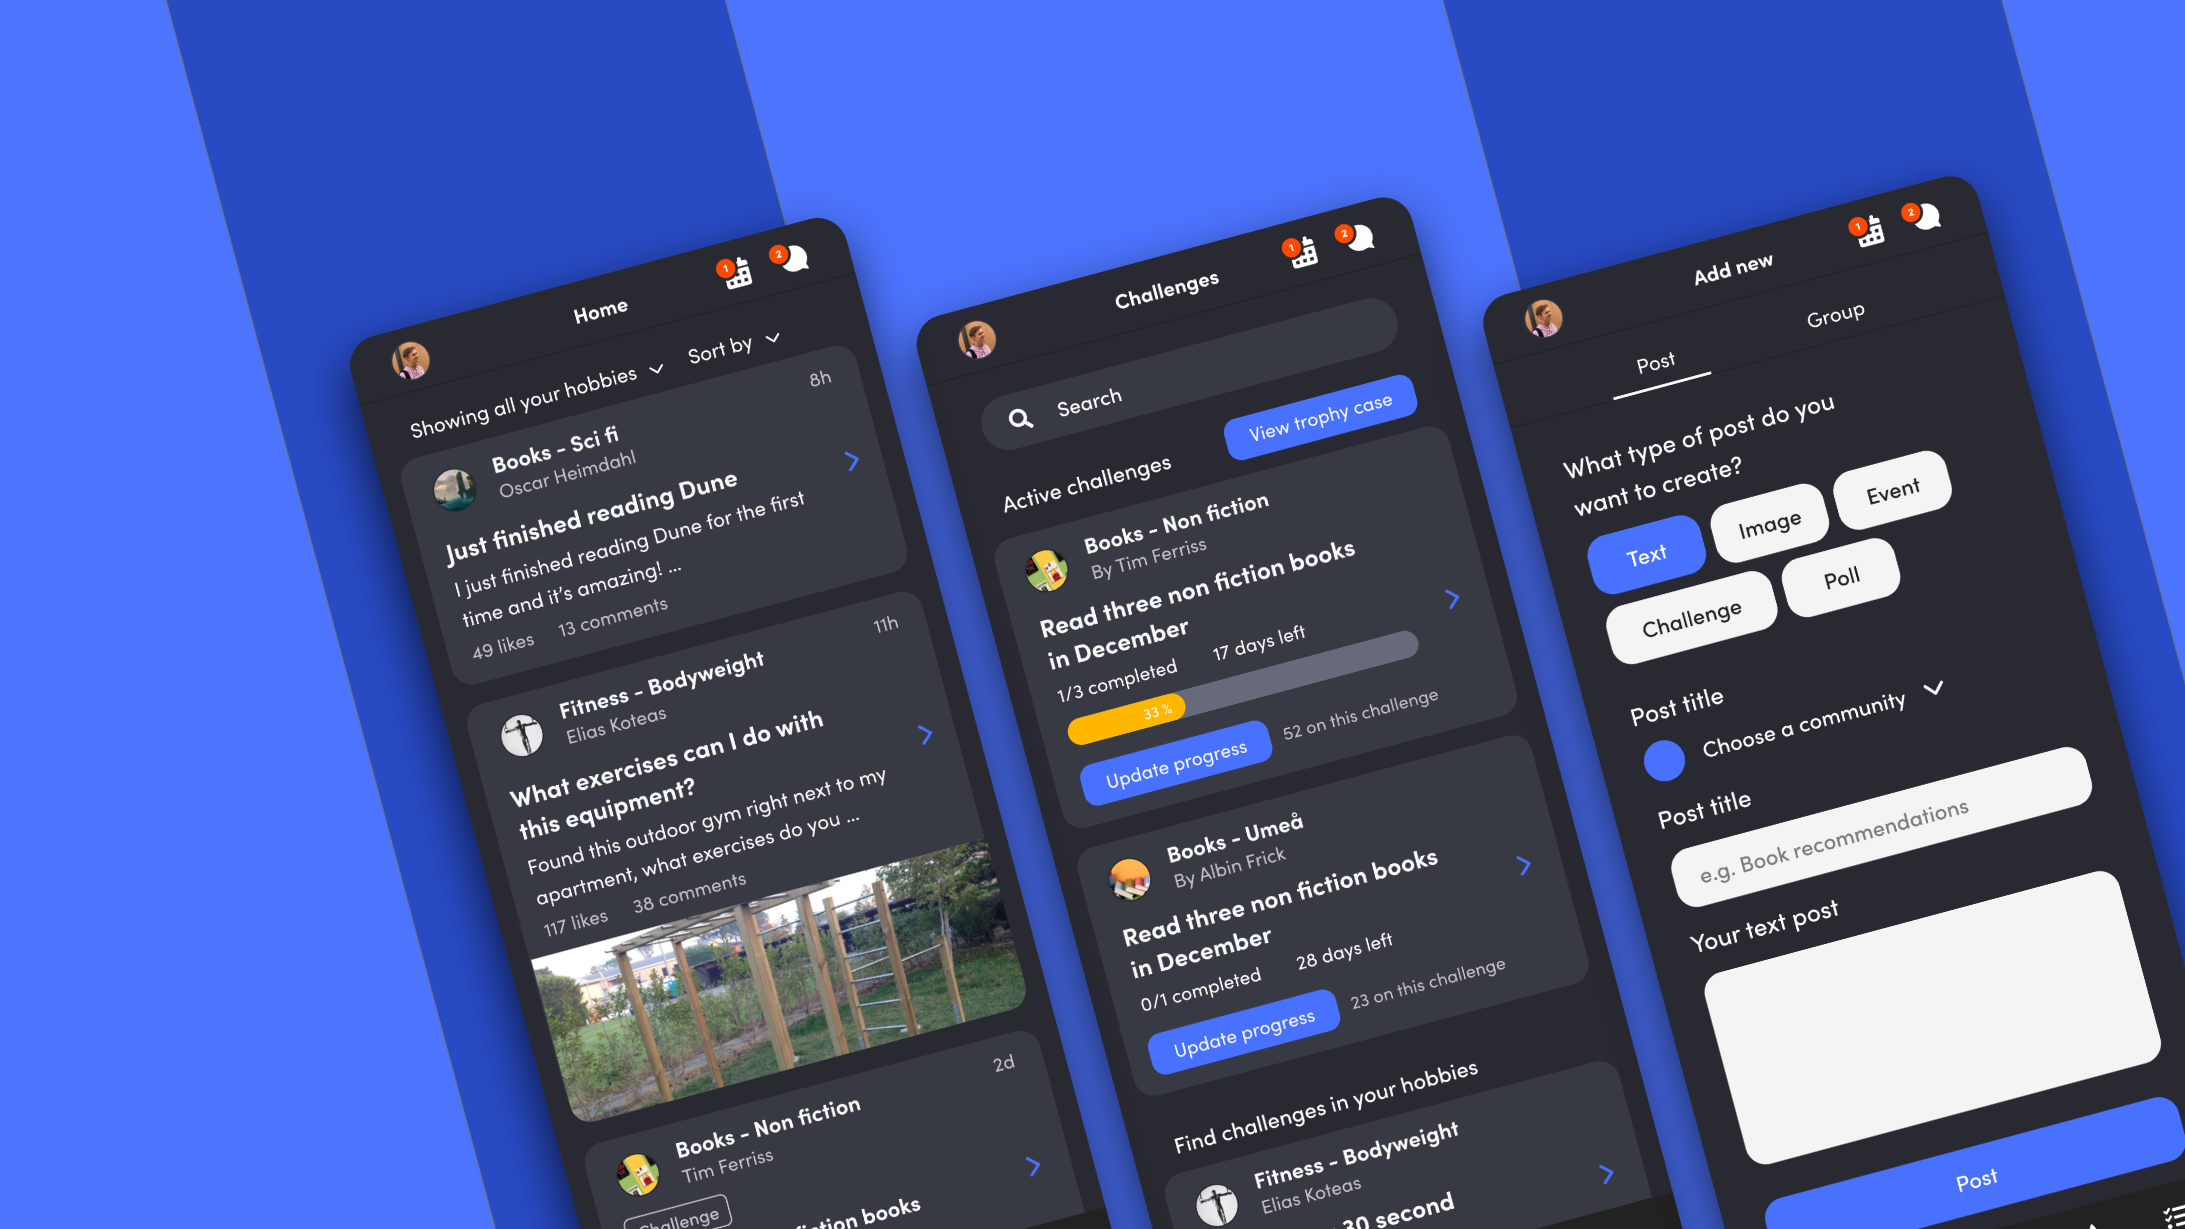 Home
1
2
Showing all your hobbies
Sort by
Books - Sci fi
8h
Oscar Heimdahl
Just finished reading Dune
I just finished reading Dune for the first
time and it's amazing! ...
49 likes
13 comments
Fitness - Bodyweight
11h
Elias Koteas
What exercises can I do with
this equipment?
Found this outdoor gym right next to my
apartment, what exercises do you ...
117 likes
38 comments
Books - Non fiction
2d
Tim Ferriss
Challenge
books
Challenges
1
2
Search
View trophy case
Active challenges
Books - Non fiction
By Tim Ferriss
Read three non fiction books
in December
1/3 completed
17 days left
33 %
Update progress
52 on this challenge
Books - Umeå
By Albin Frick
Read three non fiction books
in December
0/1 completed
28 days left
Update progress
23 on this challenge
Find challenges in your hobbies
Fitness - Bodyweight
Elias Koteas
30 second
Add new
1
2
Post
Group
What type of post do you
want to create?
Text
Image
Event
Challenge
Poll
Post title
Choose a community
Post title
e.g. Book recommendations
Your text post
Post